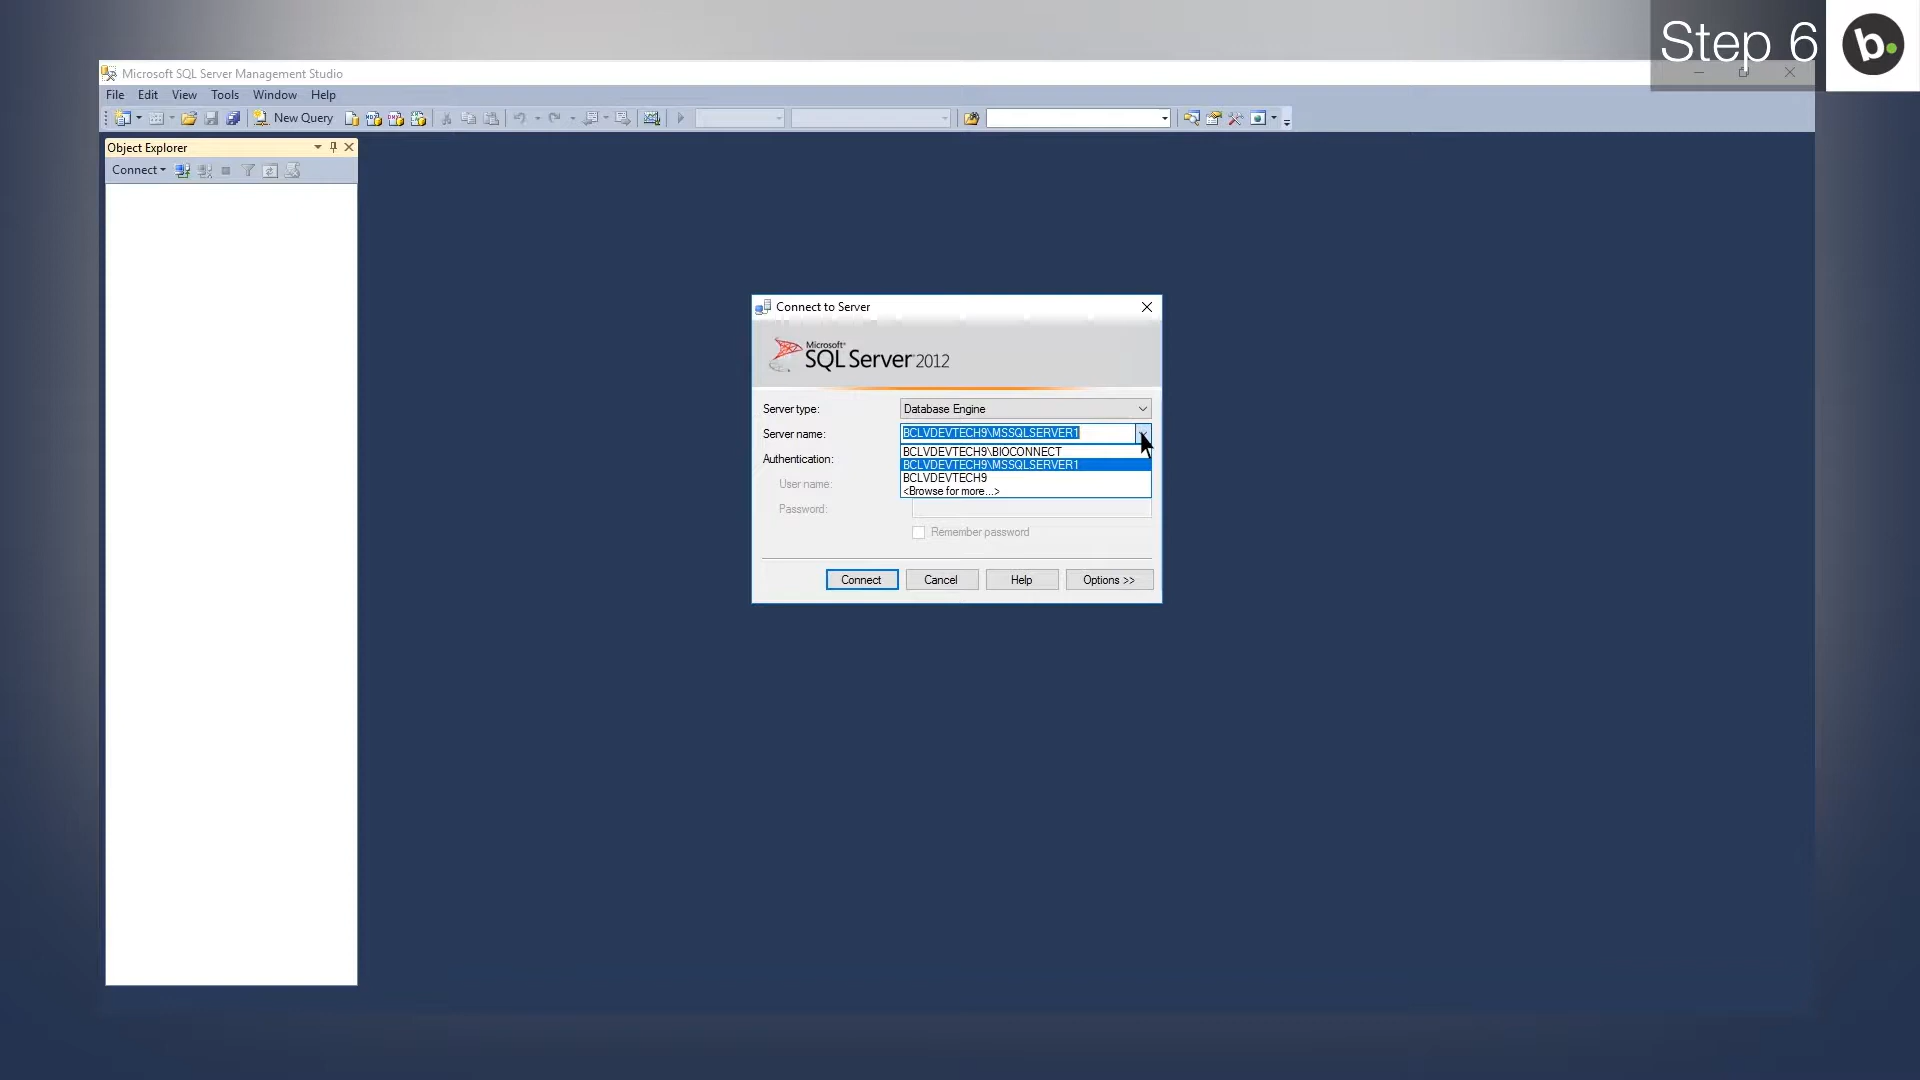 Step 6
b.
Microsoft SQL Server Management Studio
File Edit View Tools Window Help
New Query
Object Explorer
Connect
Connect to Server
Microsoft®
SQL Server 2012
Server type: Database Engine
Server name: BCLVDEVTECH9\MSSQLSERVER1
BCLVDEVTECH9\BIOCONNECT
Authentication: BCLVDEVTECH9\MSSQLSERVER1
BCLVDEVTECH9
User name: <Browse for more...>
Password:
Remember password
Connect Cancel Help Options >>